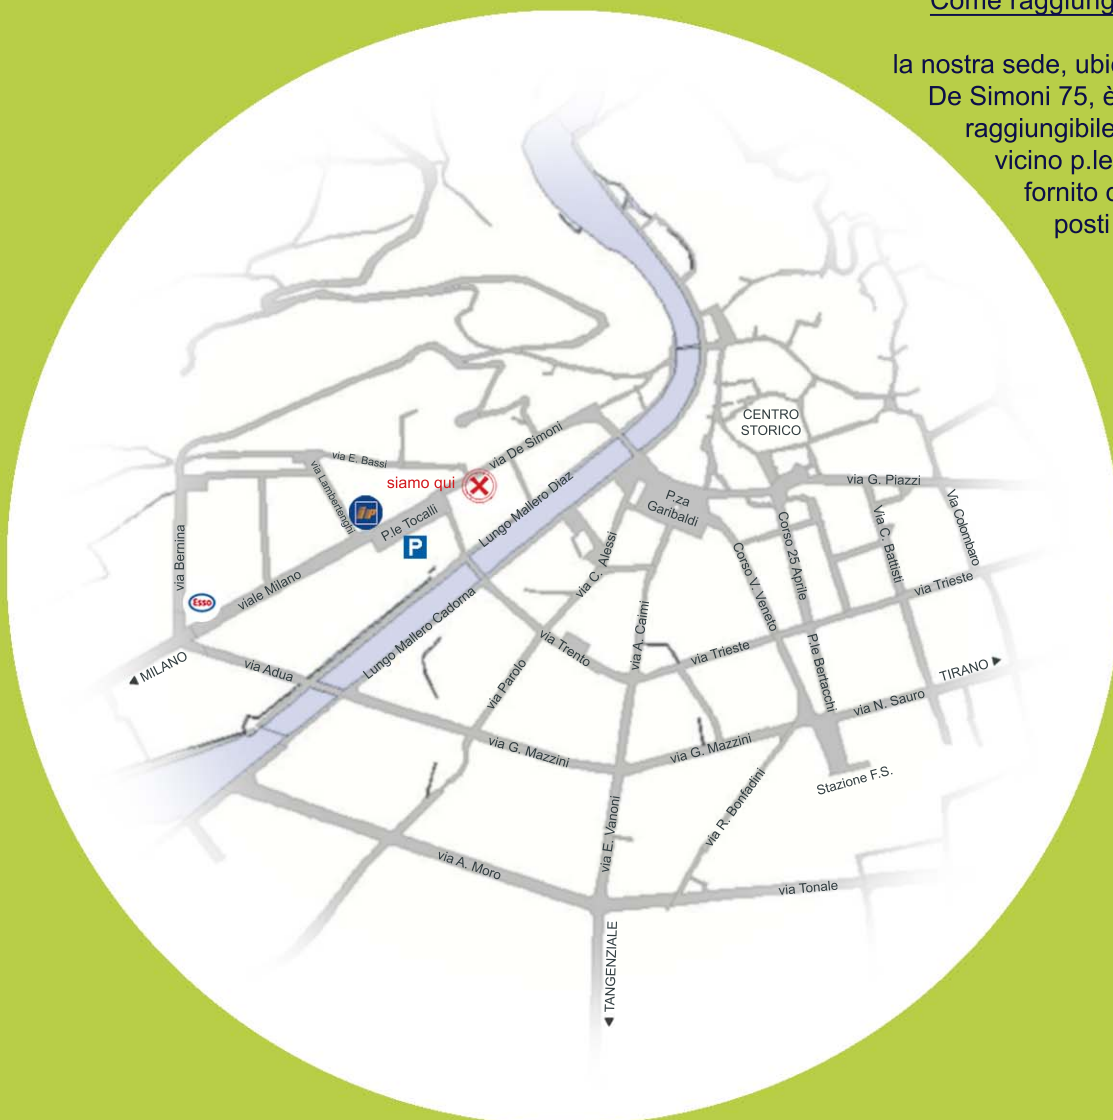 Come raggiung
la nostra sede, ubi
De Simoni 75, è
raggiungibile
vicino p.le
fornito
posti
CENTRO
STORICO
via De Simoni
via E. Bassi
siamo qui
via Lambertenghi
P.le Tocalli
P
Lungo Mallero Diaz
P.za
Garibaldi
via G. Piazzi
Via Colombaro
via Bernina
Corso 25 Aprile
Via C. Battisti
via C. Alessi
Corso V. Veneto
via Trieste
Esso
viale Milano
Lungo Mallero Cadorna
via A. Caimi
via Trento
via Trieste
MILANO
via Adua
via Parolo
P.le Bertacchi
TIRANO
via N. Sauro
via G. Mazzini
via G. Mazzini
Stazione F.S.
via R. Bonfadini
via E. Vanoni
via A. Moro
via Tonale
TANGENZIALE